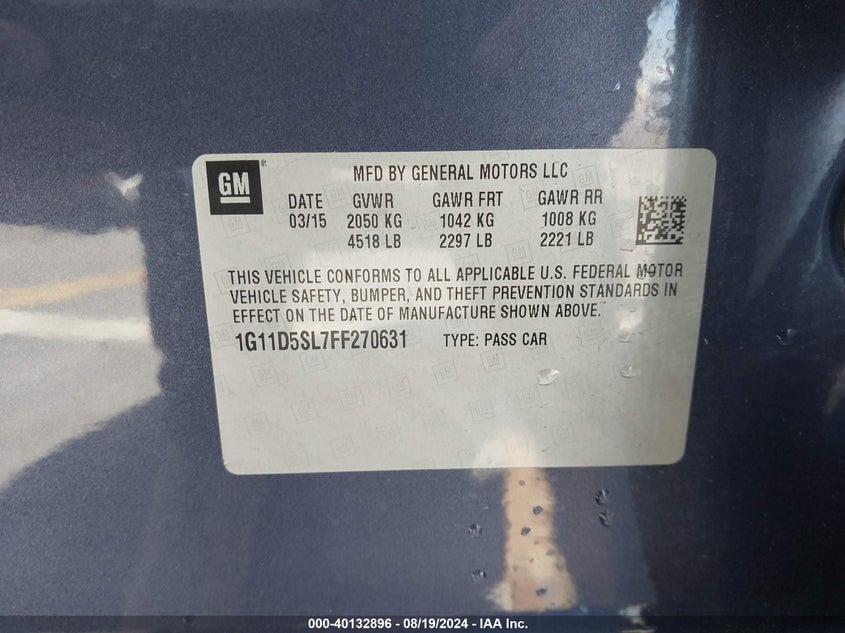 GM ® MFD BY GENERAL MOTORS LLC
DATE GVWR GAWR FRT GAWR RR
03/15 2050 KG 1042 KG 1008 KG
4518 LB 2297 LB 2221 LB
THIS VEHICLE CONFORMS TO ALL APPLICABLE U.S. FEDERAL MOTOR
VEHICLE SAFETY, BUMPER, AND THEFT PREVENTION STANDARDS IN
EFFECT ON THE DATE OF MANUFACTURE SHOWN ABOVE.
1G11D5SL7FF270631 TYPE: PASS CAR
000-40132896 - 08/19/2024 - IAA Inc.